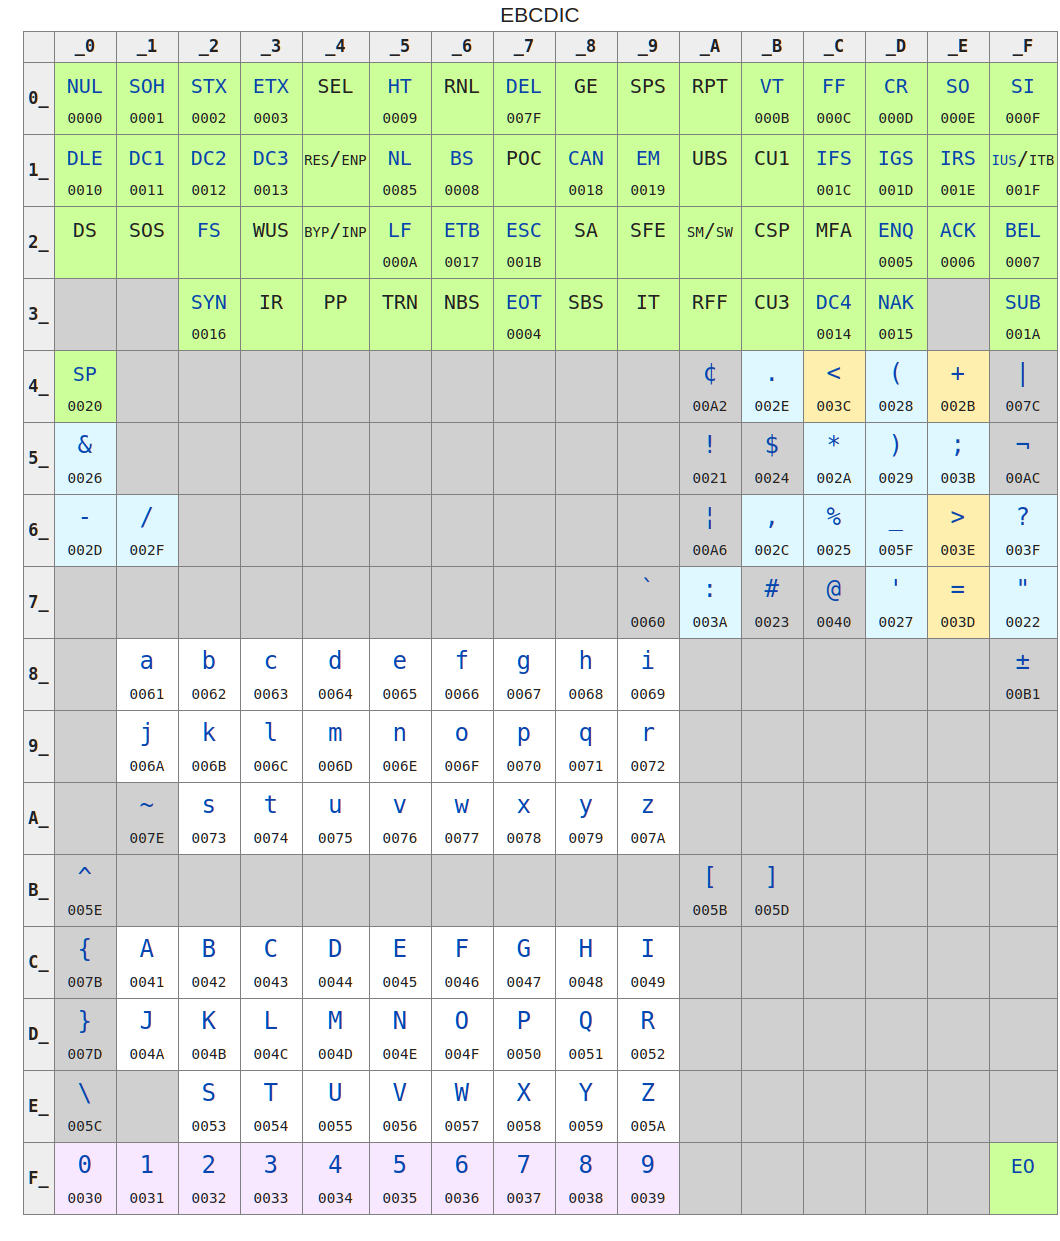 EBCDIC
_0 _1 _2 _3 _4 _5 _6 _7 _8 _9 _A _B _C _D _E _F
0_ NUL SOH STX ETX SEL HT RNL DEL GE SPS RPT VT FF CR SO SI
0000 0001 0002 0003 0009 007F 000B 000C 000D 000E 000F
1_ DLE DC1 DC2 DC3 RES/ENP NL BS POC CAN EM UBS CU1 IFS IGS IRS IUS/ITB
0010 0011 0012 0013 0085 0008 0018 0019 001C 001D 001E 001F
2_ DS SOS FS WUS BYP/INP LF ETB ESC SA SFE SM/SW CSP MFA ENQ ACK BEL
000A 0017 001B 0005 0006 0007
3_ SYN IR PP TRN NBS EOT SBS IT RFF CU3 DC4 NAK SUB
0016 0004 0014 0015 001A
4_ SP ¢ . < ( + |
0020 00A2 002E 003C 0028 002B 007C
5_ & ! $ * ) ; ¬
0026 0021 0024 002A 0029 003B 00AC
6_ - / ¦ , % _ > ?
002D 002F 00A6 002C 0025 005F 003E 003F
7_ ` : # @ ' = "
0060 003A 0023 0040 0027 003D 0022
8_ a b c d e f g h i ±
0061 0062 0063 0064 0065 0066 0067 0068 0069 00B1
9_ j k l m n o p q r
006A 006B 006C 006D 006E 006F 0070 0071 0072
A_ ~ s t u v w x y z
007E 0073 0074 0075 0076 0077 0078 0079 007A
B_ ^ [ ]
005E 005B 005D
C_ { A B C D E F G H I
007B 0041 0042 0043 0044 0045 0046 0047 0048 0049
D_ } J K L M N O P Q R
007D 004A 004B 004C 004D 004E 004F 0050 0051 0052
E_ \ S T U V W X Y Z
005C 0053 0054 0055 0056 0057 0058 0059 005A
F_ 0 1 2 3 4 5 6 7 8 9 EO
0030 0031 0032 0033 0034 0035 0036 0037 0038 0039